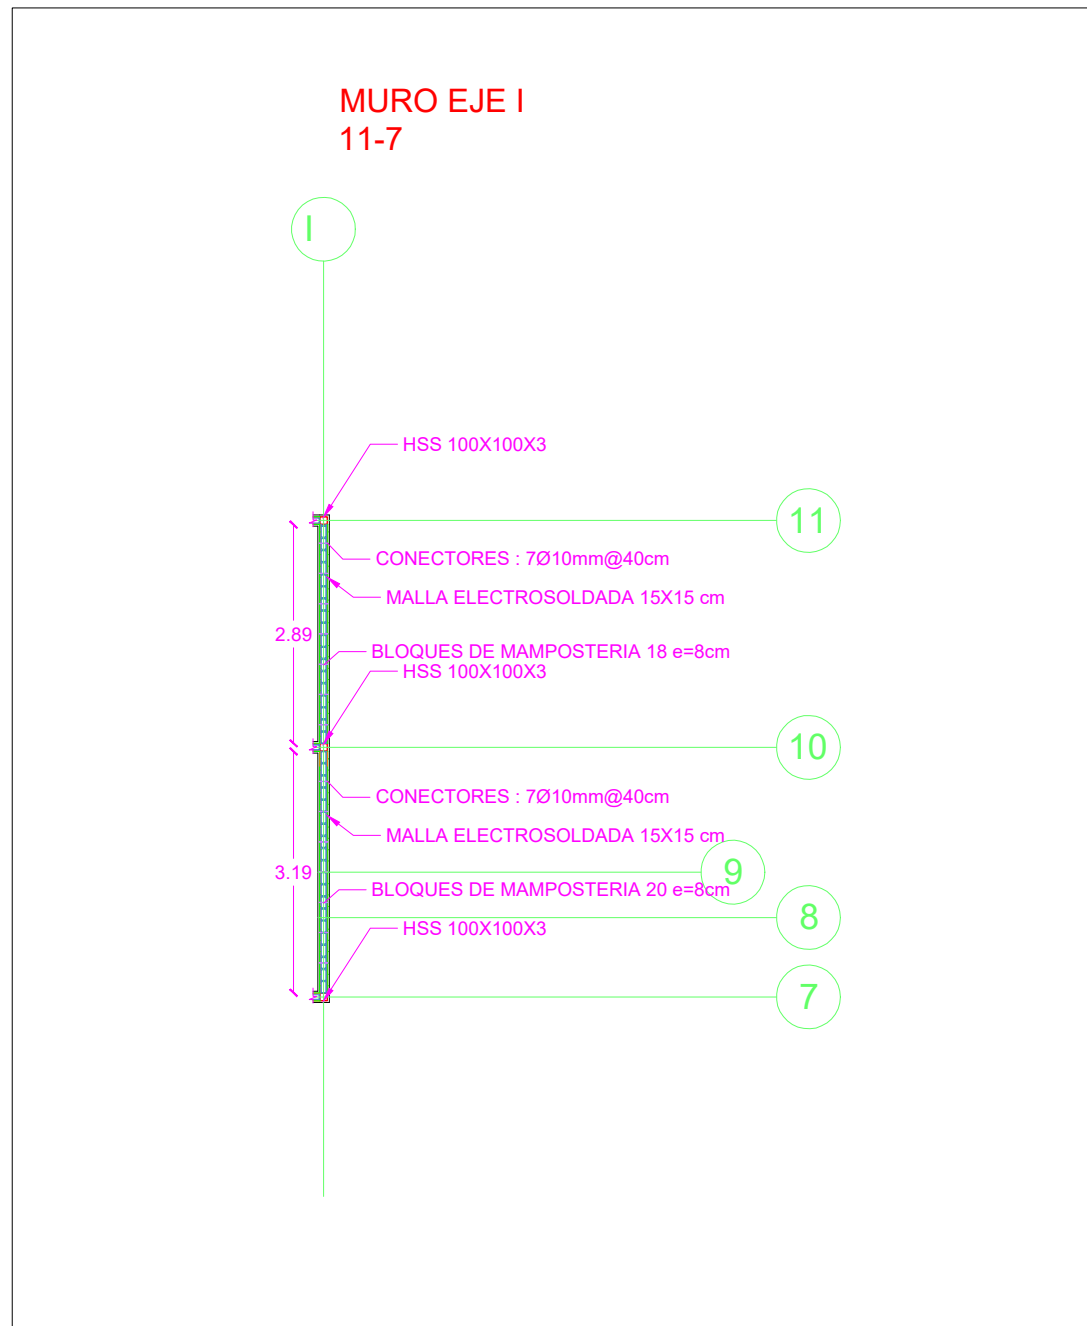 MURO EJE I
11-7
I
HSS 100X100X3
11
CONECTORES : 7Ø10mm@40cm
MALLA ELECTROSOLDADA 15X15 cm
2.89
BLOQUES DE MAMPOSTERIA 18 e=8cm
HSS 100X100X3
10
CONECTORES : 7Ø10mm@40cm
MALLA ELECTROSOLDADA 15X15 cm
3.19
9
BLOQUES DE MAMPOSTERIA 20 e=8cm
8
HSS 100X100X3
7